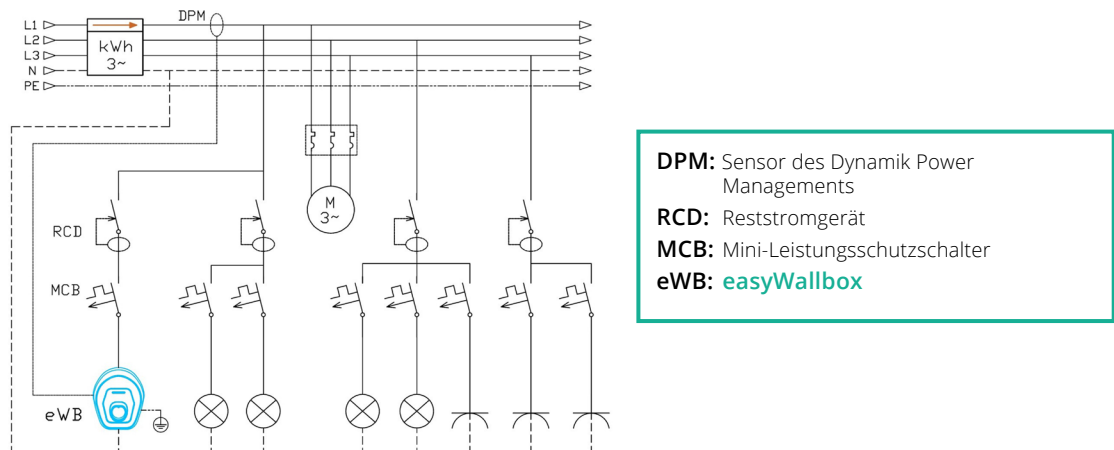 DPM
L1
L2
L3
N
PE
kWh
3~
M
3~
RCD
MCB
eWB
DPM: Sensor des Dynamik Power
Managements
RCD: Reststromgerät
MCB: Mini-Leistungsschutzschalter
eWB: easyWallbox